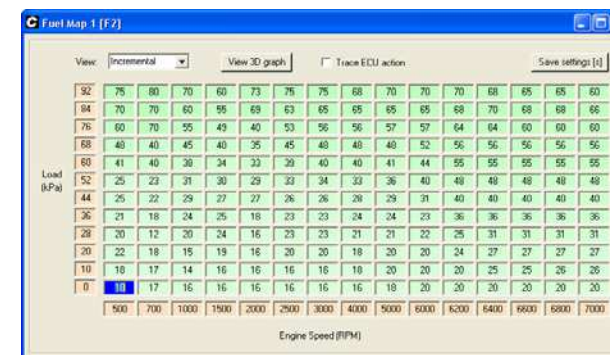 Fuel Map 1 [F2]
View: Incremental View 3D graph Trace ECU action Save settings [s]
92 75 80 70 60 73 75 75 68 70 70 70 68 65 65 60
84 70 70 60 55 69 63 65 65 65 65 68 70 68 68 66
76 60 70 55 49 40 53 56 56 57 57 64 64 60 60 60
68 48 40 45 40 35 45 48 48 48 52 56 56 56 56 56
60 41 40 38 34 33 39 40 40 41 44 55 55 55 55 55
Load
(kPa)
52 25 23 31 30 29 33 34 33 36 40 48 48 48 48 48
44 25 22 29 27 27 26 26 28 29 31 40 40 40 40 40
36 21 18 24 25 18 23 23 24 24 23 36 36 36 36 36
28 20 12 20 24 16 23 23 21 21 22 25 31 31 31 31
20 22 18 15 19 16 20 20 18 20 20 24 27 27 27 27
10 18 17 14 16 16 16 16 18 20 20 20 25 25 26 26
0 18 17 16 16 16 16 16 16 18 20 20 20 20 20 20
500 700 1000 1500 2000 2500 3000 4000 5000 6000 6200 6400 6600 6800 7000
Engine Speed (RPM)